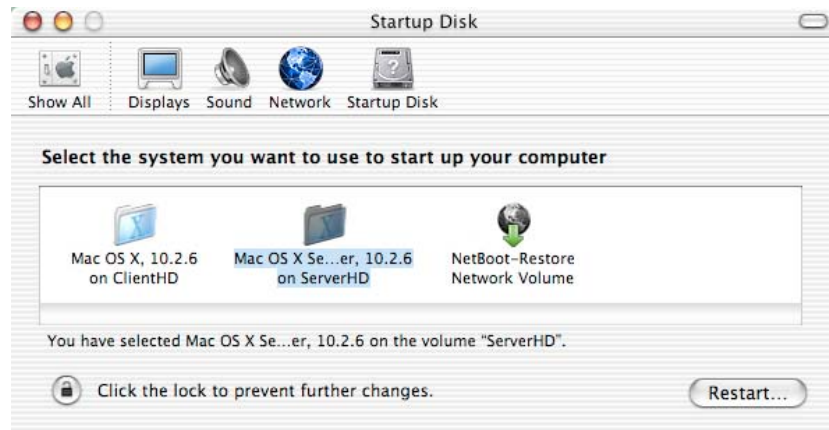 Startup Disk
Show All Displays Sound Network Startup Disk
Select the system you want to use to start up your computer
Mac OS X, 10.2.6
on ClientHD
Mac OS X Se...er, 10.2.6
on ServerHD
NetBoot-Restore
Network Volume
You have selected Mac OS X Se...er, 10.2.6 on the volume “ServerHD”.
Click the lock to prevent further changes.
Restart...